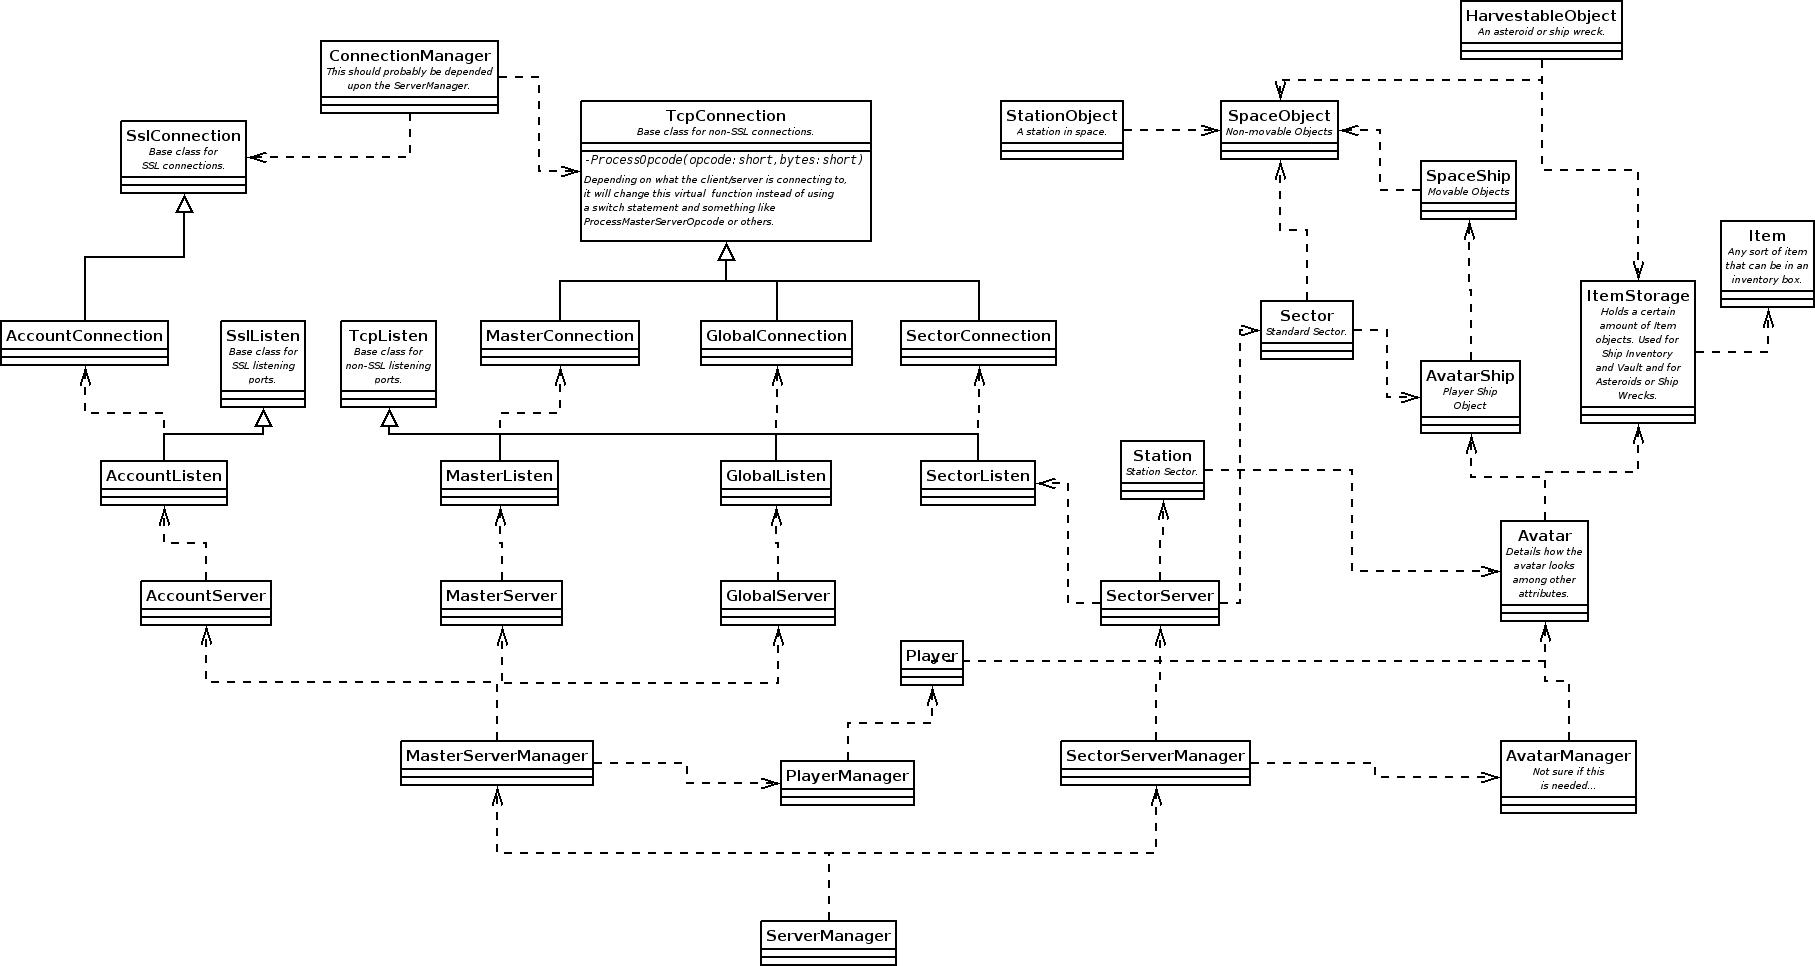 HarvestableObject
An asteroid or ship wreck.
ConnectionManager
This should probably be depended
upon the ServerManager.
TcpConnection
Base class for non-SSL connections.
-ProcessOpcode(opcode:short,bytes:short)
Depending on what the client/server is connecting to,
it will change this virtual  function instead of using
a switch statement and something like
ProcessMasterServerOpcode or others.
StationObject
A station in space.
SpaceObject
Non-movable Objects
SslConnection
Base class for
SSL connections.
SpaceShip
Movable Objects
Item
Any sort of item
that can be in an
inventory box.
ItemStorage
Holds a certain
amount of Item
objects. Used for
Ship Inventory
and Vault and for
Asteroids or Ship
Wrecks.
Sector
Standard Sector.
AccountConnection
SslListen
Base class for
SSL listening
ports.
TcpListen
Base class for
non-SSL listening
ports.
MasterConnection
GlobalConnection
SectorConnection
AvatarShip
Player Ship
Object
Station
Station Sector.
AccountListen
MasterListen
GlobalListen
SectorListen
Avatar
Details how the
avatar looks
among other
attributes.
AccountServer
MasterServer
GlobalServer
SectorServer
Player
MasterServerManager
PlayerManager
SectorServerManager
AvatarManager
Not sure if this
is needed...
ServerManager